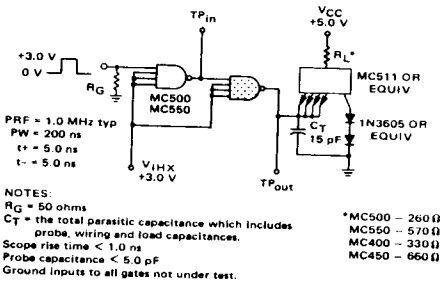 TPin
VCC
+5.0 V
+3.0 V
0 V
RL*
RG
MC500
MC550
MC511 OR
EQUIV
PRF = 1.0 MHz typ
PW = 200 ns
t+ = 5.0 ns
t− = 5.0 ns
CT
15 pF
1N3605 OR
EQUIV
VIHX
+3.0 V
TPout
NOTES:
RG = 50 ohms
CT = the total parasitic capacitance which includes
probe, wiring and load capacitances.
Scope rise time < 1.0 ns
Probe capacitance < 5.0 pF
Ground inputs to all gates not under test.
*MC500 – 260Ω
MC550 – 570Ω
MC400 – 330Ω
MC450 – 660Ω